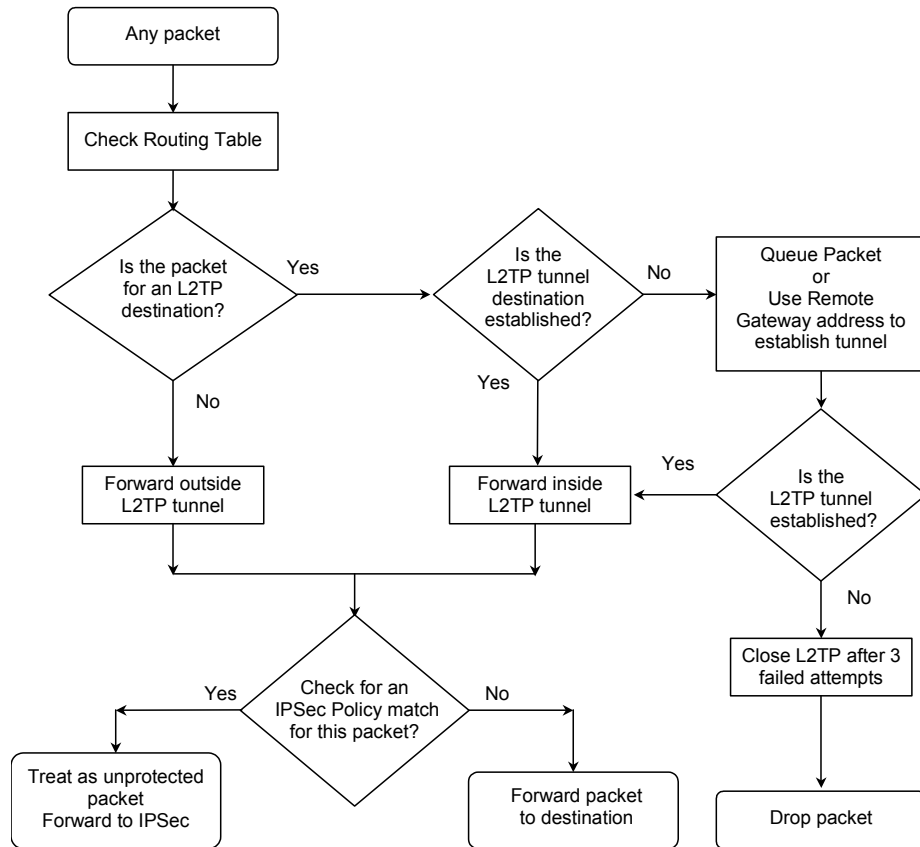 Any packet
Check Routing Table
Is the packet
for an L2TP
destination?
Yes
Is the
L2TP tunnel
destination
established?
No
Queue Packet
or
Use Remote
Gateway address to
establish tunnel
No
Yes
Forward outside
L2TP tunnel
Forward inside
L2TP tunnel
Yes
Is the
L2TP tunnel
established?
No
Close L2TP after 3
failed attempts
Yes
Check for an
IPSec Policy match
for this packet?
No
Treat as unprotected
packet
Forward to IPSec
Forward packet
to destination
Drop packet